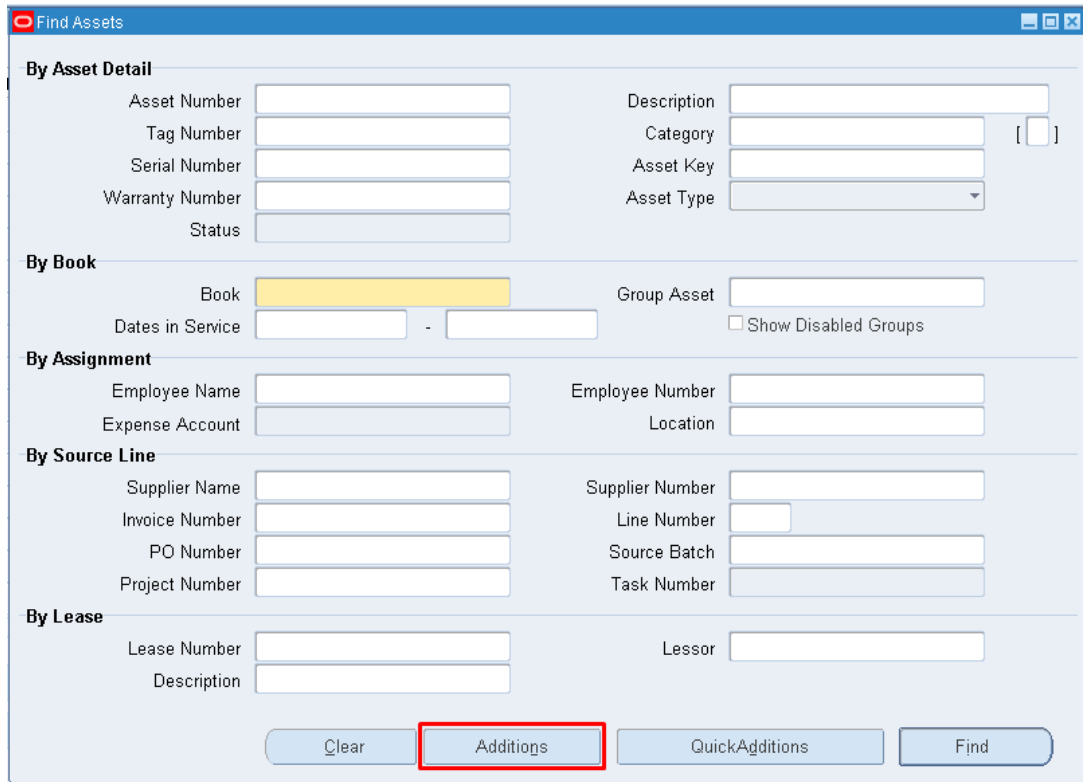 Find Assets
By Asset Detail
Asset Number Description
Tag Number Category [ ]
Serial Number Asset Key
Warranty Number Asset Type
Status
By Book
Book Group Asset
Dates in Service - Show Disabled Groups
By Assignment
Employee Name Employee Number
Expense Account Location
By Source Line
Supplier Name Supplier Number
Invoice Number Line Number
PO Number Source Batch
Project Number Task Number
By Lease
Lease Number Lessor
Description
Clear Additions QuickAdditions Find